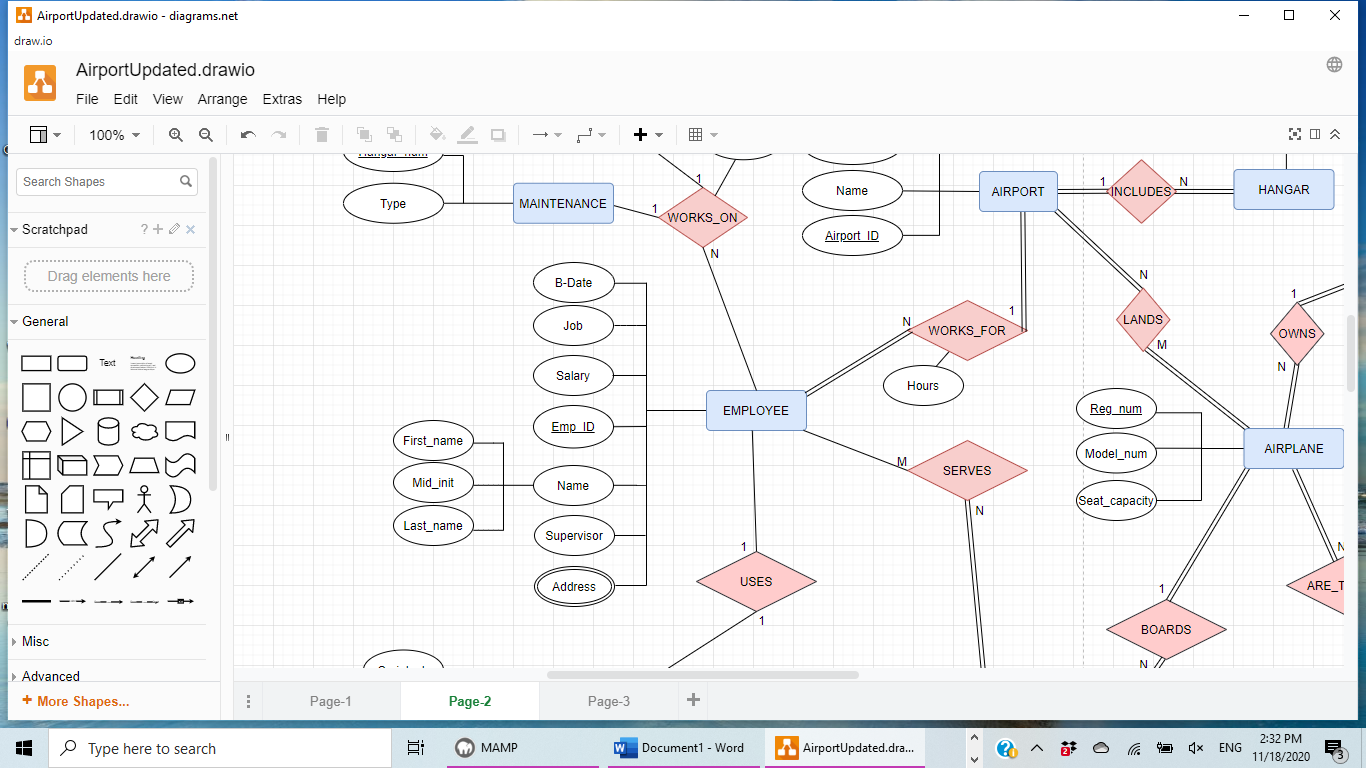 AirportUpdated.drawio - diagrams.net
draw.io
AirportUpdated.drawio
File Edit View Arrange Extras Help
100%
Search Shapes
Scratchpad
?
Drag elements here
General
Text
Heading
Misc
Advanced
+ More Shapes...
Hangar_num
Type
MAINTENANCE
1
1
WORKS_ON
N
Name
Airport_ID
AIRPORT
1
INCLUDES
N
HANGAR
B-Date
Job
Salary
Emp_ID
Name
Supervisor
Address
First_name
Mid_init
Last_name
EMPLOYEE
N
WORKS_FOR
1
Hours
N
LANDS
M
1
OWNS
N
Reg_num
Model_num
Seat_capacity
AIRPLANE
M
SERVES
N
1
USES
1
1
BOARDS
N
N
ARE_T
Page-1
Page-2
Page-3
Type here to search
MAMP
Document1 - Word
AirportUpdated.dra...
ENG
2:32 PM
11/18/2020
3